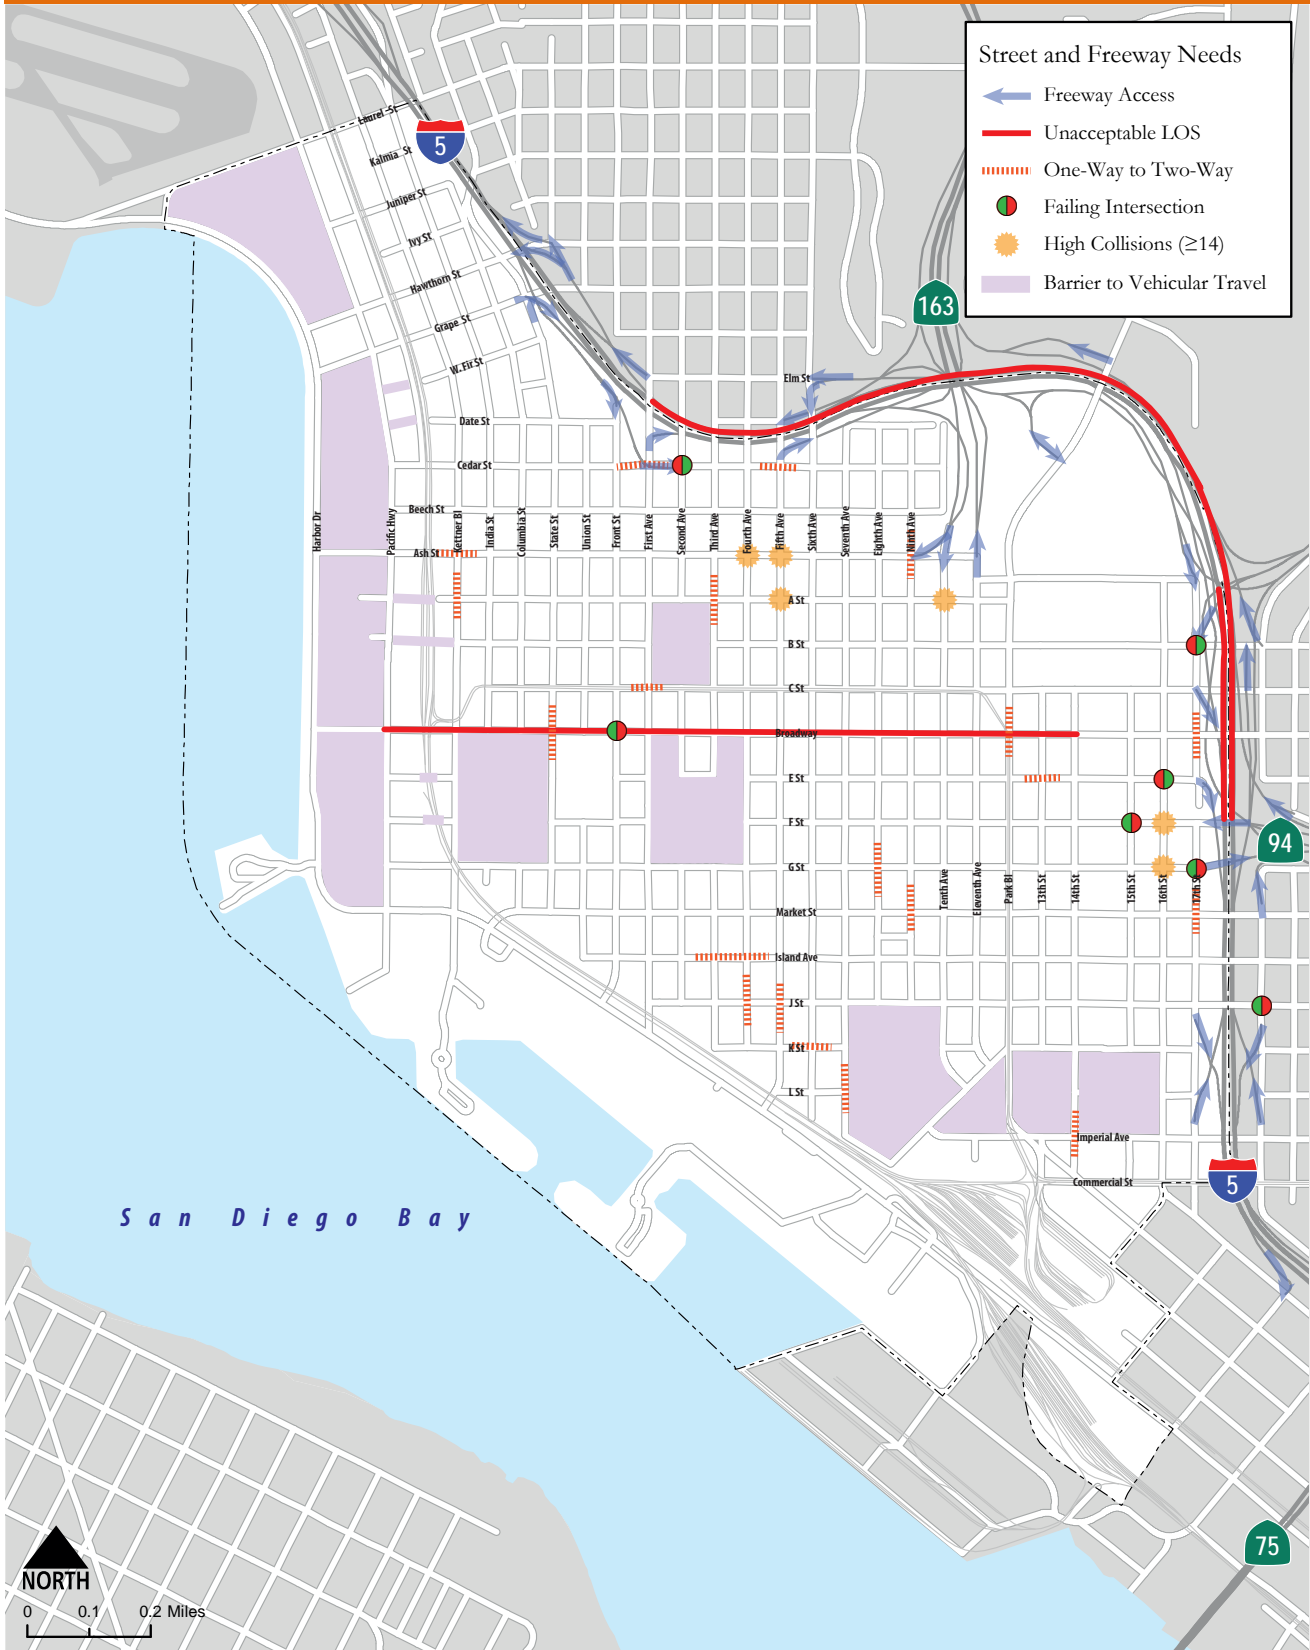 Street and Freeway Needs
Freeway Access
Unacceptable LOS
One-Way to Two-Way
Failing Intersection
High Collisions (≥14)
Barrier to Vehicular Travel
Laurel St
5
Kalmia St
Juniper St
Ivy St
Hawthorn St
163
Grape St
W. Fir St
Elm St
Date St
Cedar St
Beech St
Harbor Dr
Pacific Hwy
Kettner Bl
India St
Columbia St
State St
Union St
Front St
First Ave
Second Ave
Third Ave
Fourth Ave
Fifth Ave
Sixth Ave
Seventh Ave
Eighth Ave
Ninth Ave
Ash St
A St
B St
C St
Broadway
E St
F St
94
G St
Tenth Ave
Eleventh Ave
Park Bl
13th St
14th St
15th St
16th St
17th St
Market St
Island Ave
J St
K St
L St
Imperial Ave
Commercial St
5
San Diego Bay
75
NORTH
0 0.1 0.2 Miles